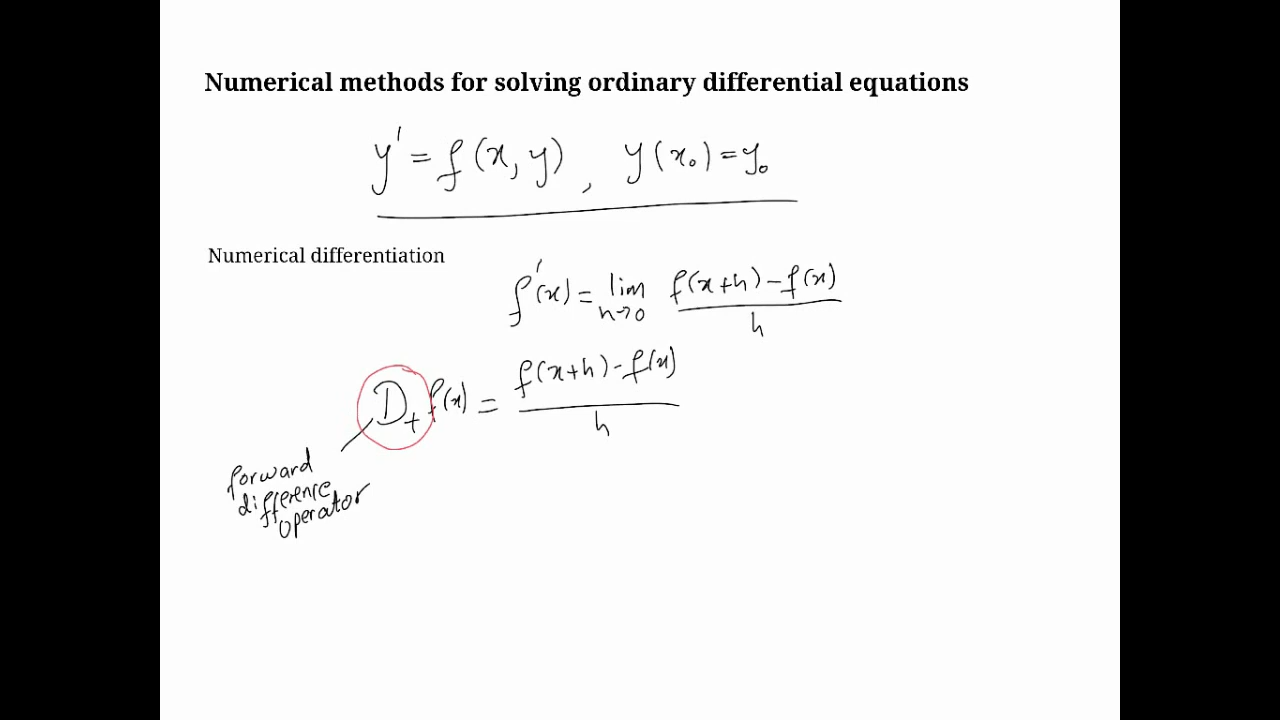 Numerical methods for solving ordinary differential equations
y' = f(x, y) , y(x₀) = y₀
Numerical differentiation
f'(x) = lim h→0 f(x+h) - f(x) / h
D₊ f(x) = f(x+h) - f(x) / h
forward
difference
operator